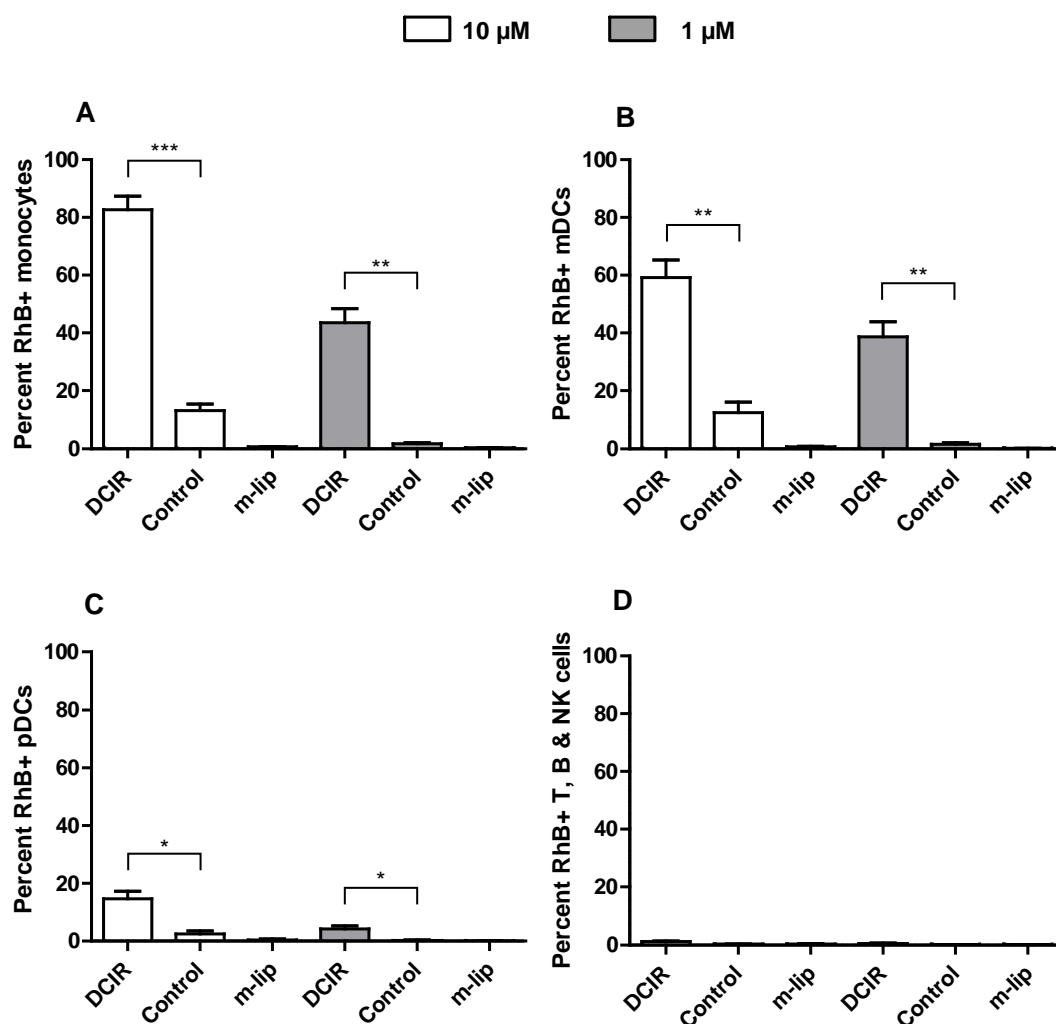 10 µM 1 µM
A
Percent RhB+ monocytes
100
80
60
40
20
0
***
**
DCIR Control m-lip DCIR Control m-lip
B
Percent RhB+ mDCs
100
80
60
40
20
0
**
**
DCIR Control m-lip DCIR Control m-lip
C
Percent RhB+ pDCs
100
80
60
40
20
0
*
*
DCIR Control m-lip DCIR Control m-lip
D
Percent RhB+ T, B & NK cells
100
80
60
40
20
0
DCIR Control m-lip DCIR Control m-lip